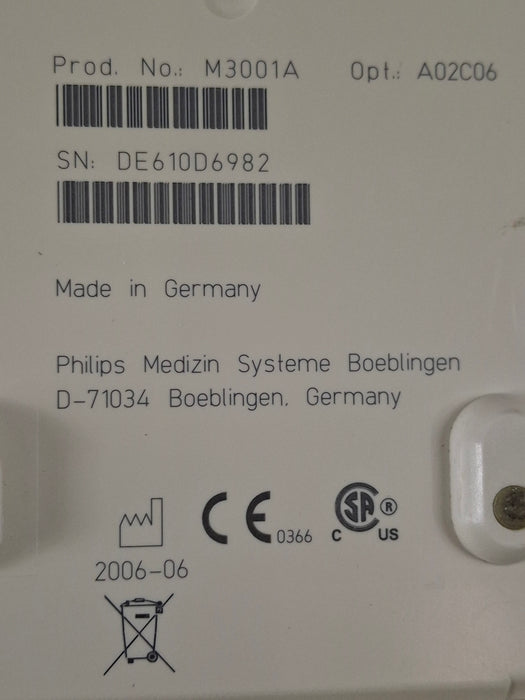 Prod. No.: M3001A Opt.: A02C06
SN: DE610D6982
Made in Germany
Philips Medizin Systeme Boeblingen
D-71034 Boeblingen, Germany
CE 0366
SA ®
C US
2006-06